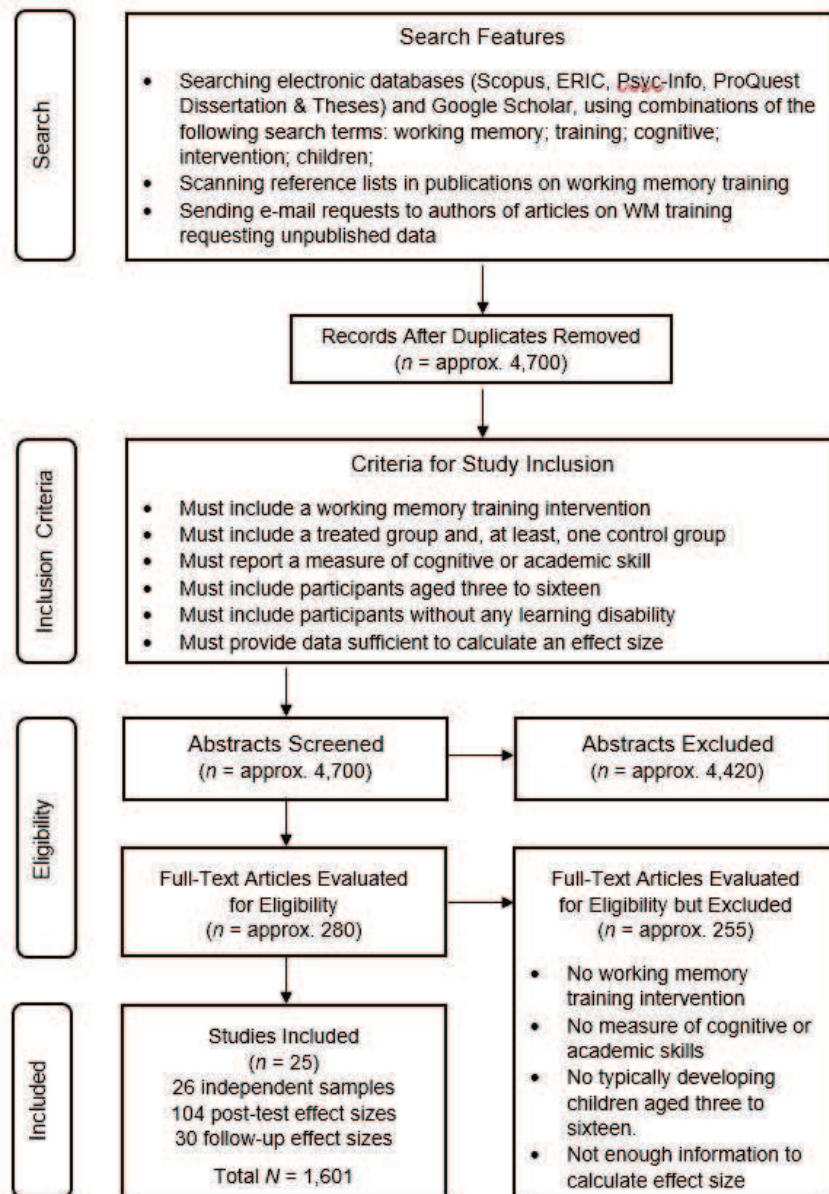 Search
Search Features
• Searching electronic databases (Scopus, ERIC, Psyc-Info, ProQuest
Dissertation & Theses) and Google Scholar, using combinations of the
following search terms: working memory; training; cognitive;
intervention; children;
• Scanning reference lists in publications on working memory training
• Sending e-mail requests to authors of articles on WM training
requesting unpublished data
Records After Duplicates Removed
(n = approx. 4,700)
Inclusion Criteria
Criteria for Study Inclusion
• Must include a working memory training intervention
• Must include a treated group and, at least, one control group
• Must report a measure of cognitive or academic skill
• Must include participants aged three to sixteen
• Must include participants without any learning disability
• Must provide data sufficient to calculate an effect size
Eligibility
Abstracts Screened
(n = approx. 4,700)
Abstracts Excluded
(n = approx. 4,420)
Full-Text Articles Evaluated
for Eligibility
(n = approx. 280)
Full-Text Articles Evaluated
for Eligibility but Excluded
(n = approx. 255)
• No working memory
training intervention
• No measure of cognitive or
academic skills
• No typically developing
children aged three to
sixteen.
• Not enough information to
calculate effect size
Included
Studies Included
(n = 25)
26 independent samples
104 post-test effect sizes
30 follow-up effect sizes
Total N = 1,601